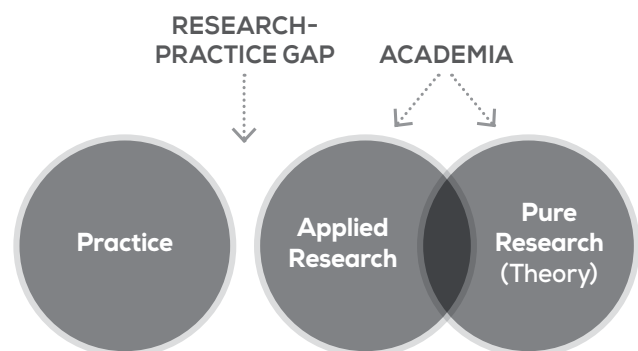 RESEARCH-
PRACTICE GAP
ACADEMIA
Practice
Applied
Research
Pure
Research
(Theory)